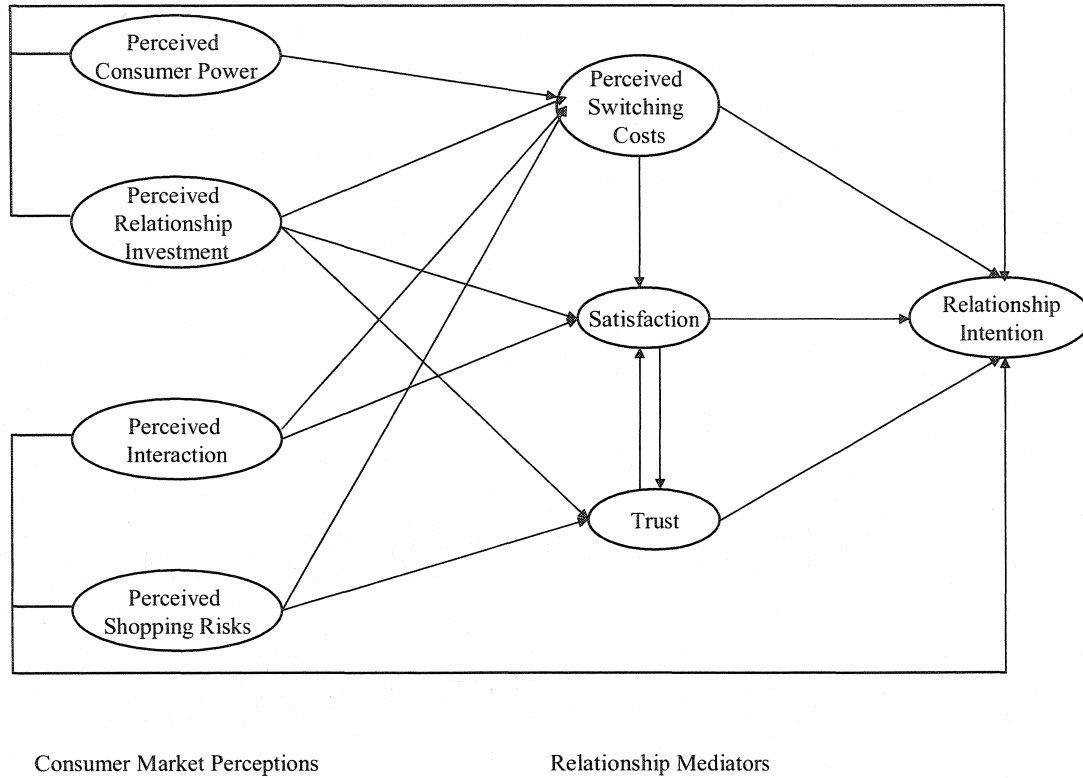 Perceived
Consumer Power
Perceived
Relationship
Investment
Perceived
Interaction
Perceived
Shopping Risks
Perceived
Switching
Costs
Satisfaction
Trust
Relationship
Intention
Consumer Market Perceptions
Relationship Mediators